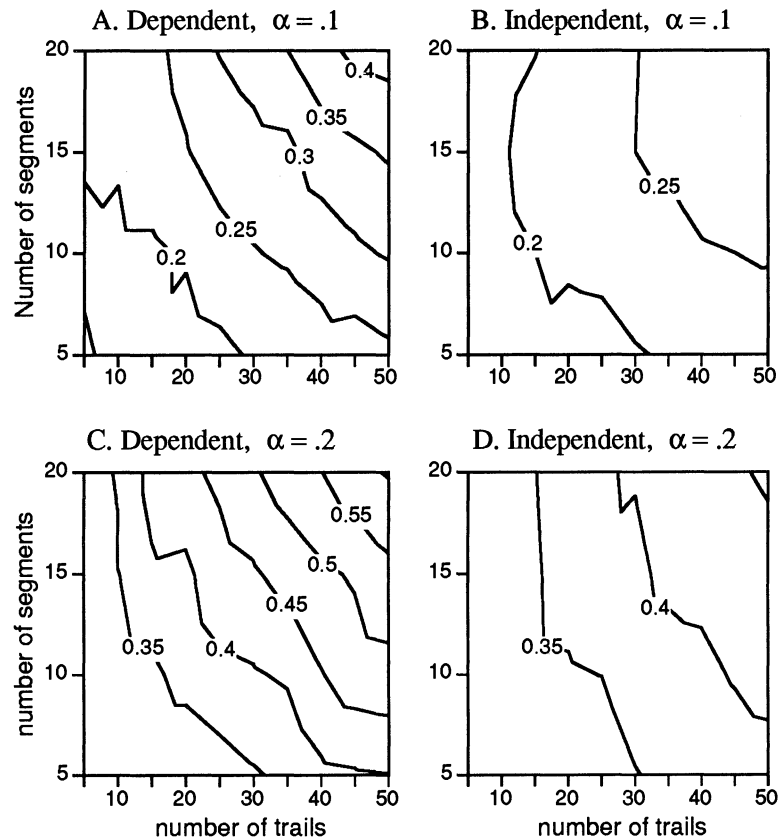 A. Dependent, α = .1
B. Independent, α = .1
Number of segments
20
15
10
5
0.4
0.35
0.3
0.25
0.2
10 20 30 40 50
20
15
10
5
0.25
0.2
10 20 30 40 50
C. Dependent, α = .2
D. Independent, α = .2
number of segments
20
15
10
5
0.55
0.5
0.45
0.4
0.35
10 20 30 40 50
number of trails
20
15
10
5
0.4
0.35
10 20 30 40 50
number of trails